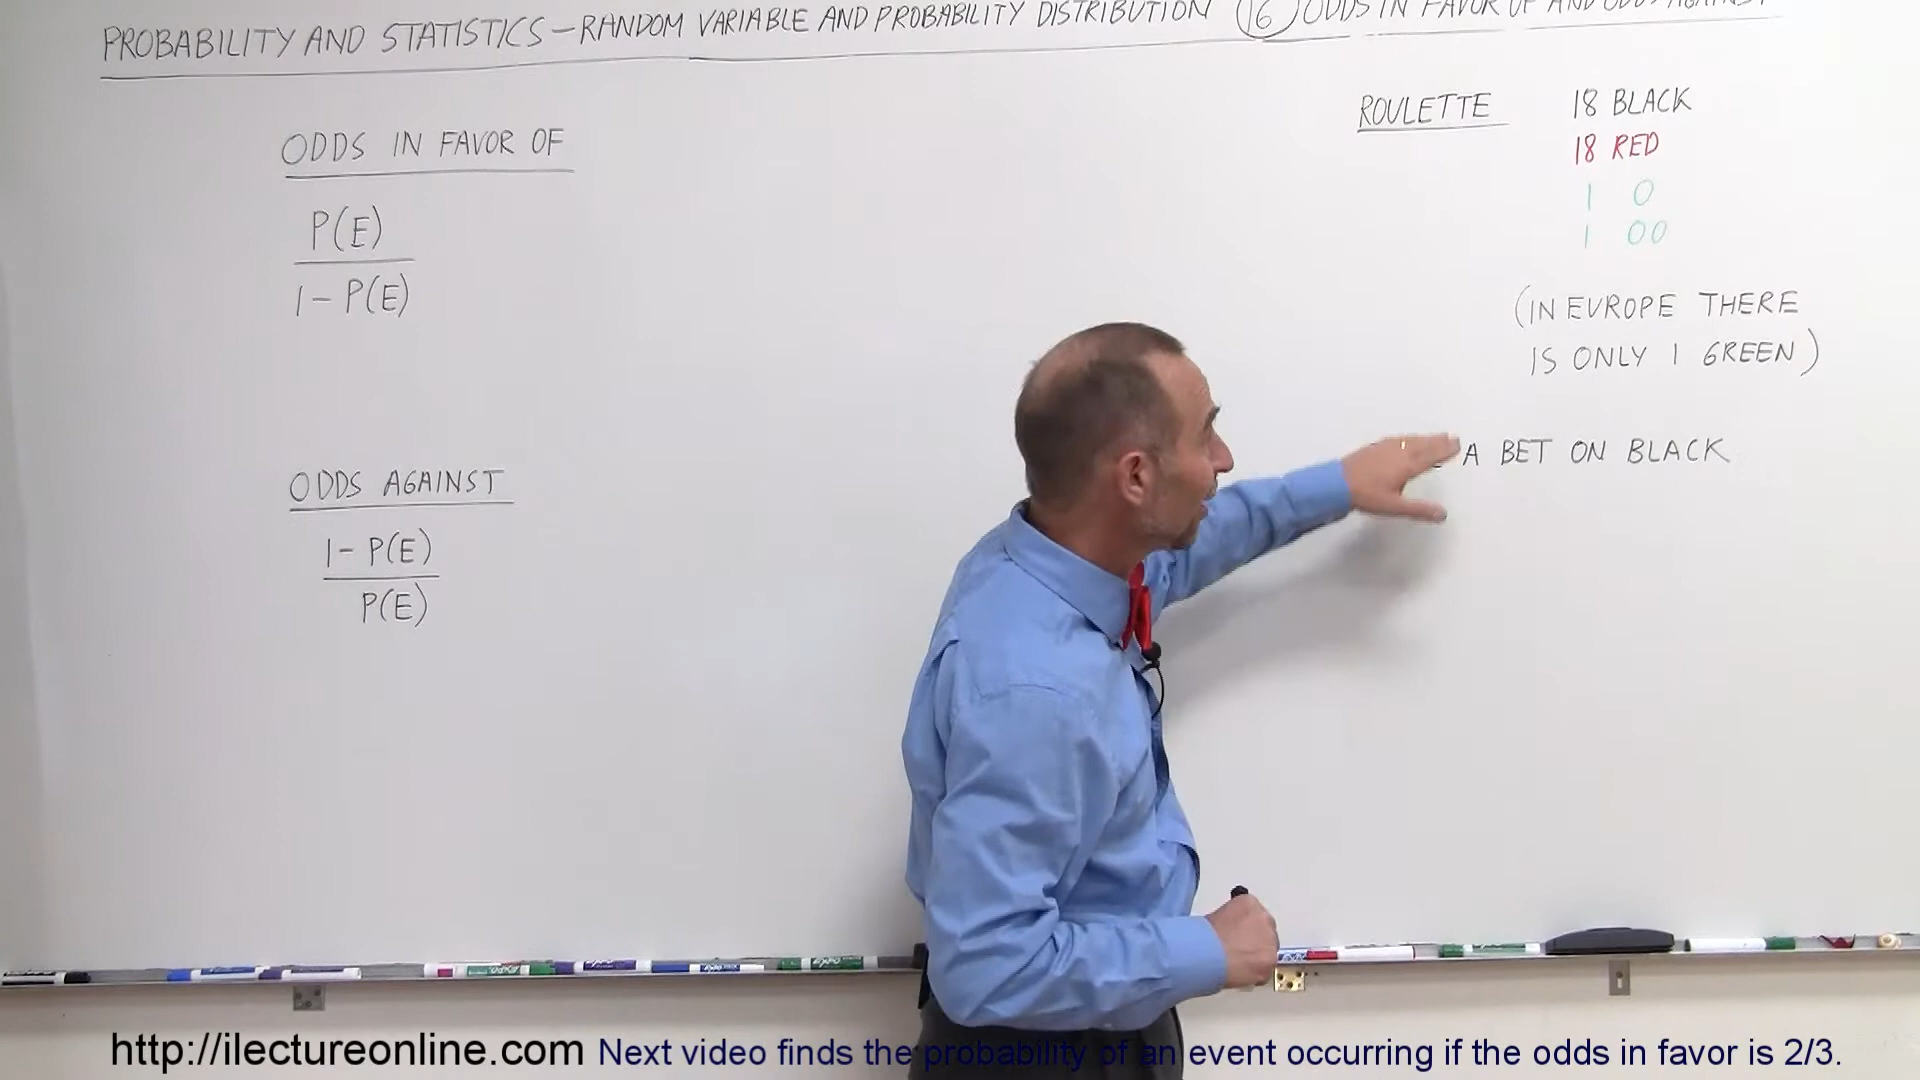 PROBABILITY AND STATISTICS – RANDOM VARIABLE AND PROBABILITY DISTRIBUTION 16 ODDS IN FAVOR OF AND ODDS AGAINST
ODDS IN FAVOR OF
P(E)
1 - P(E)
ODDS AGAINST
1 - P(E)
P(E)
ROULETTE 18 BLACK
18 RED
1 0
1 00
(IN EUROPE THERE
IS ONLY 1 GREEN)
A BET ON BLACK
http://ilectureonline.com Next video finds the probability of an event occurring if the odds in favor is 2/3.